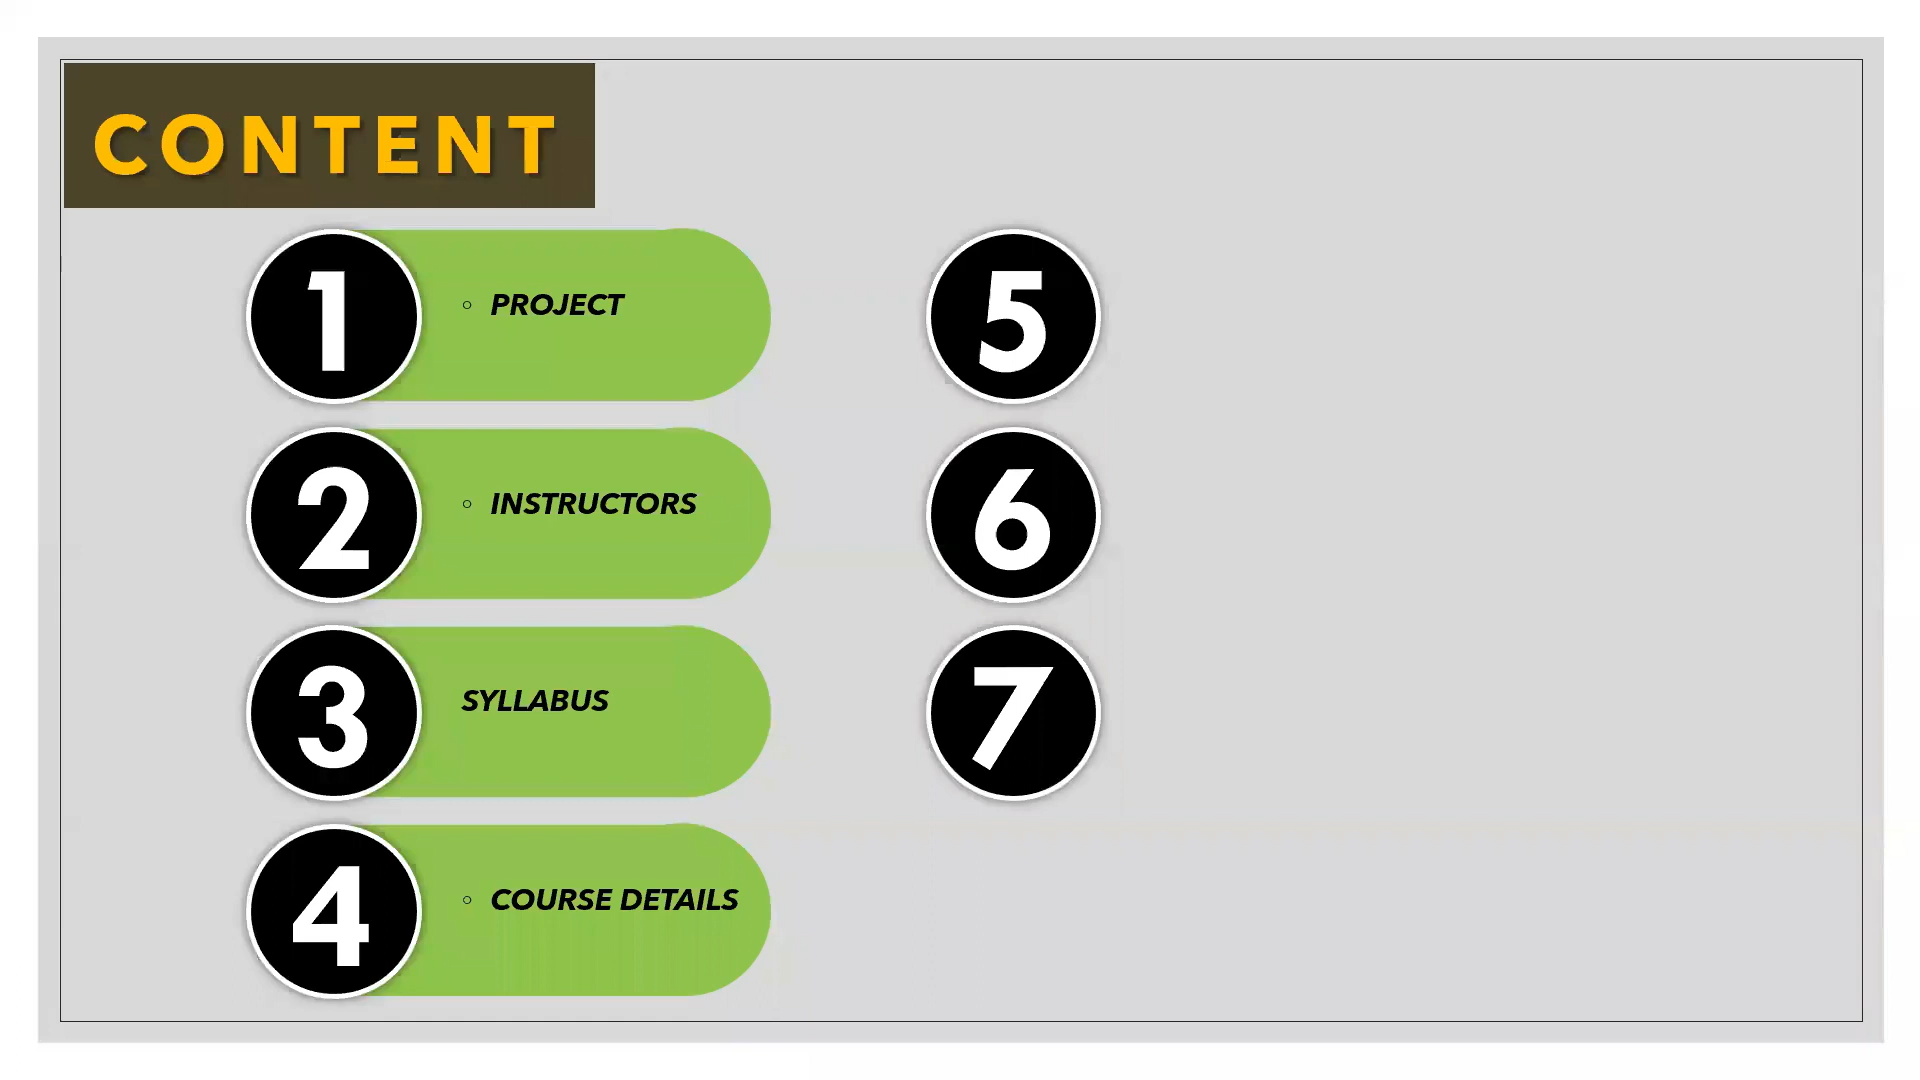 CONTENT
1
◦ PROJECT
2
◦ INSTRUCTORS
3
SYLLABUS
4
◦ COURSE DETAILS
5
6
7